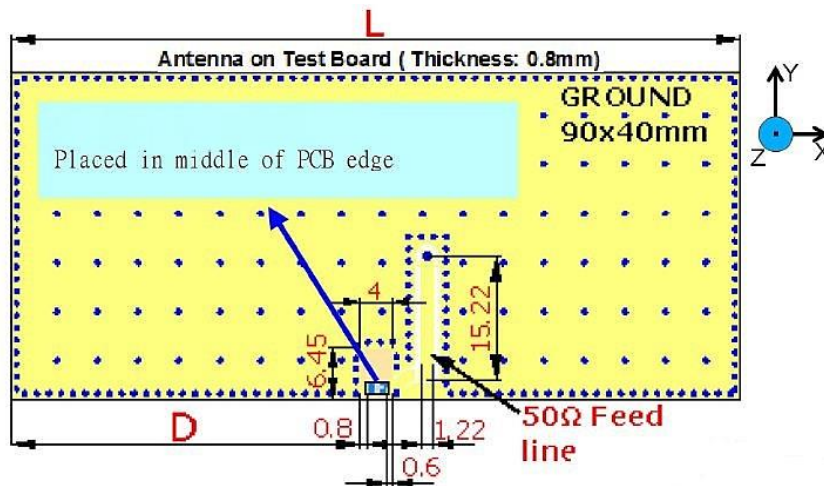 L
Antenna on Test Board ( Thickness: 0.8mm)
GROUND
90x40mm
Y
X
Z
Placed in middle of PCB edge
4
15.22
6.45
D
0.8
1.22
0.6
50Ω Feed
line